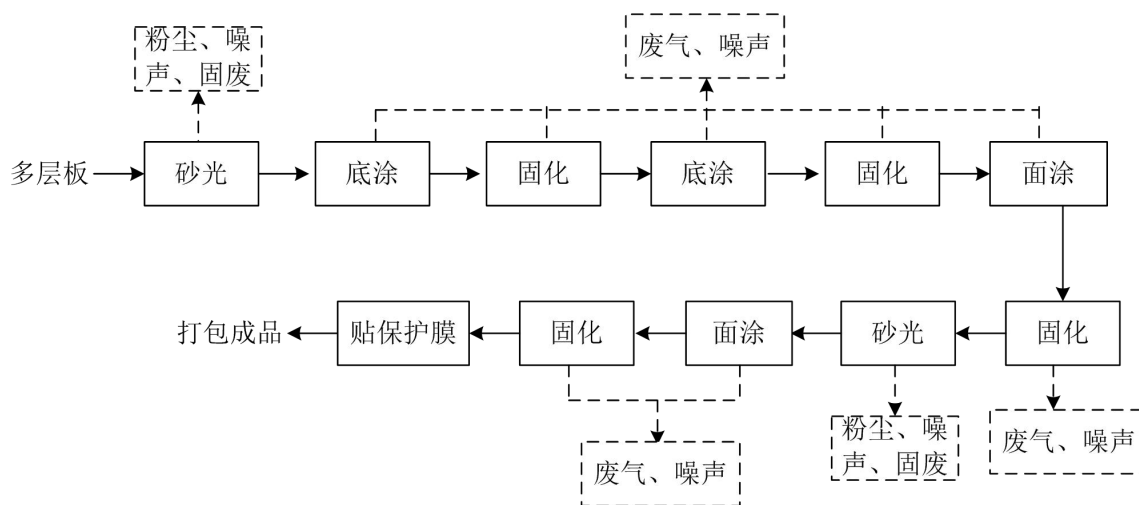 粉尘、噪
声、固废
废气、噪声
多层板
砂光
底涂
固化
底涂
固化
面涂
打包成品
贴保护膜
固化
面涂
砂光
固化
废气、噪声
粉尘、噪
声、固废
废气、噪声